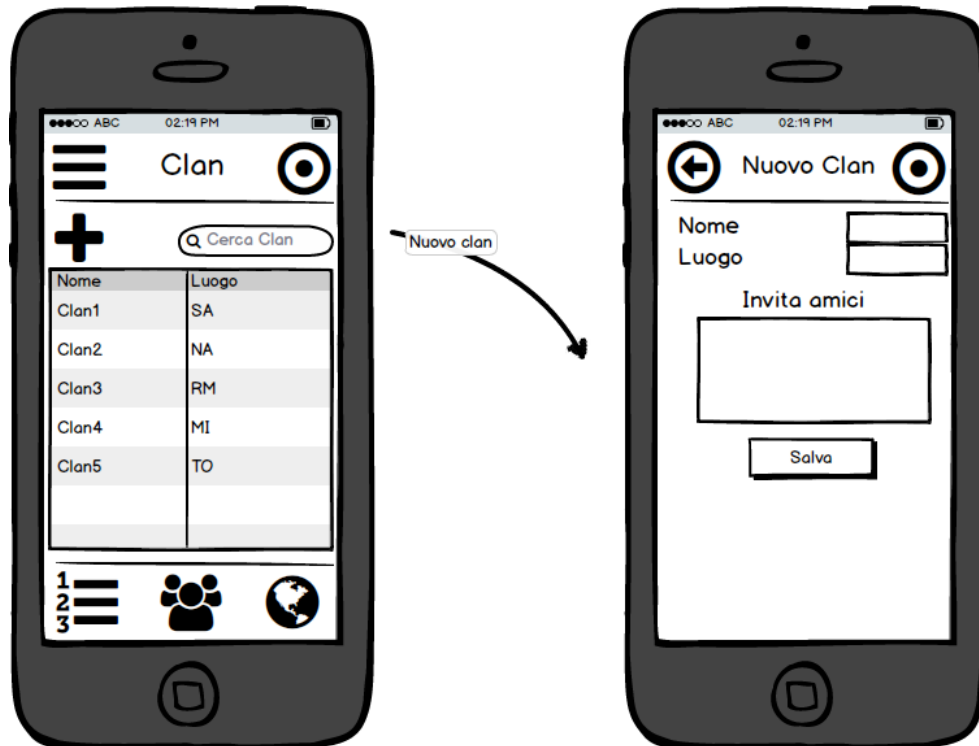 ABC 02:19 PM
Clan
Cerca Clan
Nome Luogo
Clan1 SA
Clan2 NA
Clan3 RM
Clan4 MI
Clan5 TO
1
2
3
Nuovo clan
ABC 02:19 PM
Nuovo Clan
Nome
Luogo
Invita amici
Salva